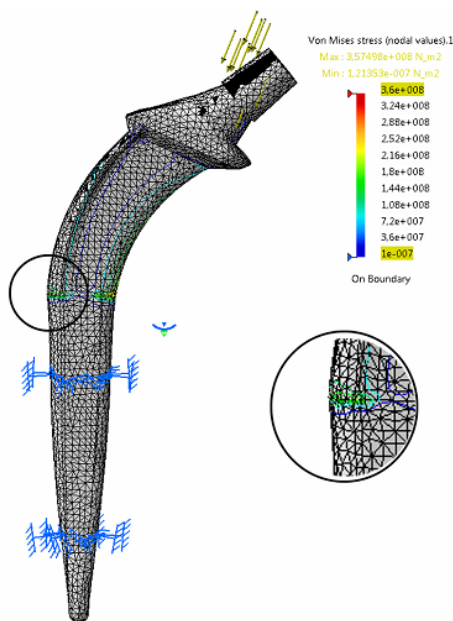 Von Mises stress (nodal values).1
Max : 3,57498e+008 N_m2
Min : 1,21353e-007 N_m2
3.6e+008
3.24e+008
2.88e+008
2.52e+008
2.16e+008
1.8e+008
1.44e+008
1.08e+008
7.2e+007
3.6e+007
1e-007
On Boundary